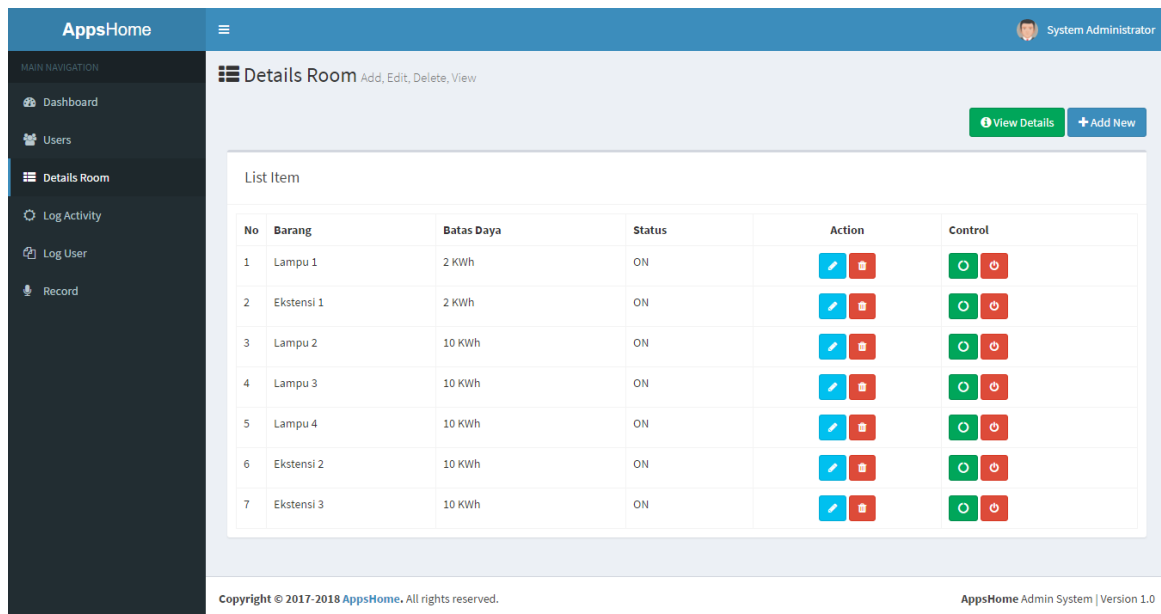 AppsHome
System Administrator
MAIN NAVIGATION
Dashboard
Users
Details Room
Log Activity
Log User
Record
Details Room Add, Edit, Delete, View
View Details
Add New
List Item
No Barang Batas Daya Status Action Control
1 Lampu 1 2 KWh ON
2 Ekstensi 1 2 KWh ON
3 Lampu 2 10 KWh ON
4 Lampu 3 10 KWh ON
5 Lampu 4 10 KWh ON
6 Ekstensi 2 10 KWh ON
7 Ekstensi 3 10 KWh ON
Copyright © 2017-2018 AppsHome. All rights reserved.
AppsHome Admin System | Version 1.0